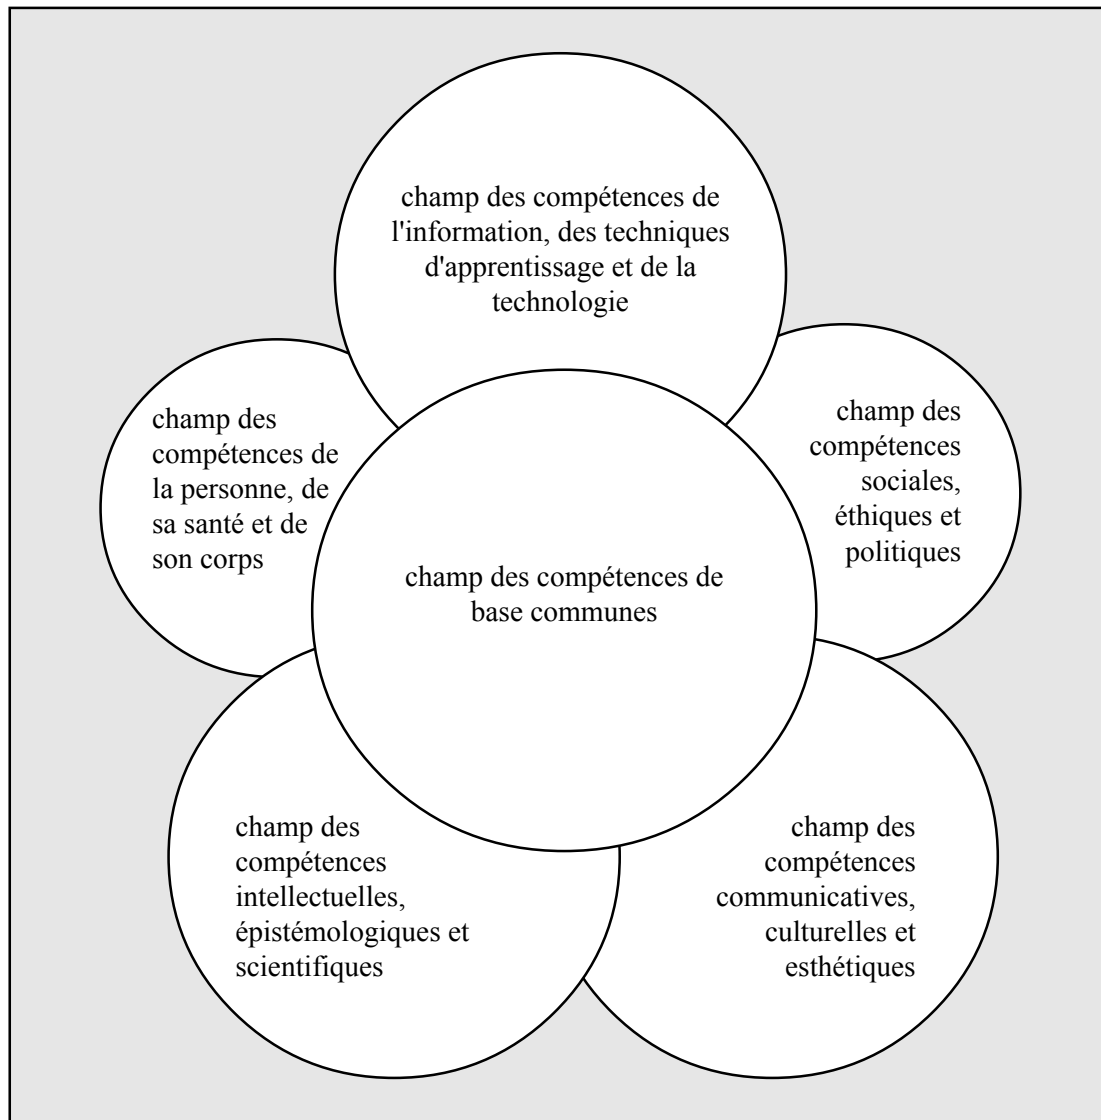 champ des compétences de
l'information, des techniques
d'apprentissage et de la
technologie
champ des
compétences de
la personne, de
sa santé et de
son corps
champ des
compétences
sociales,
éthiques et
politiques
champ des compétences de
base communes
champ des
compétences
intellectuelles,
épistémologiques et
scientifiques
champ des
compétences
communicatives,
culturelles et
esthétiques